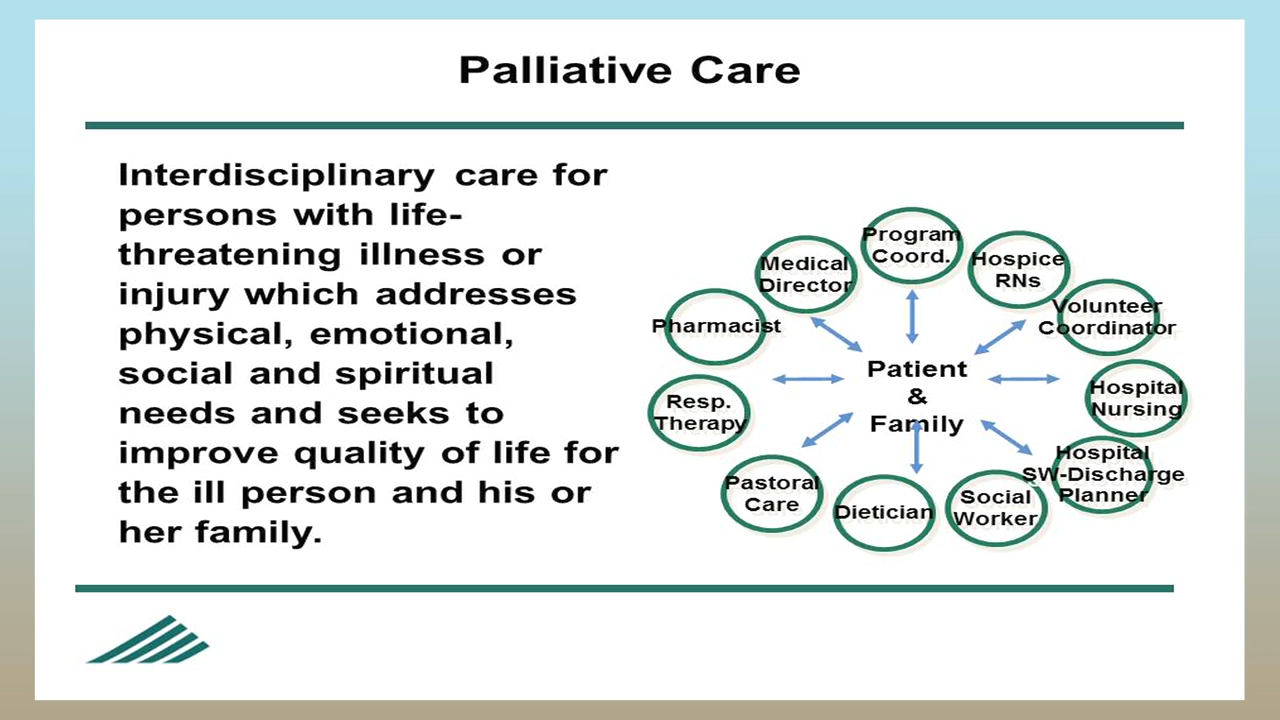 Palliative Care
Interdisciplinary care for
persons with life-
threatening illness or
injury which addresses
physical, emotional,
social and spiritual
needs and seeks to
improve quality of life for
the ill person and his or
her family.
Program
Coord.
Medical
Director
Hospice
RNs
Pharmacist
Volunteer
Coordinator
Patient
&
Family
Resp.
Therapy
Hospital
Nursing
Pastoral
Care
Dietician
Social
Worker
Hospital
SW-Discharge
Planner